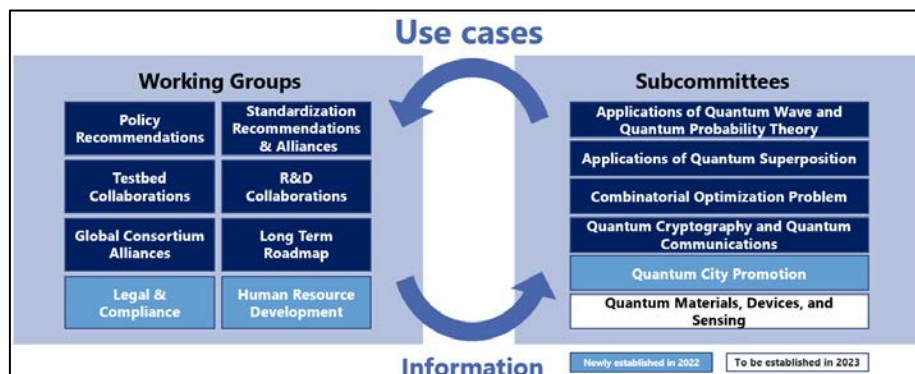 Use cases
Working Groups
Policy
Recommendations
Standardization
Recommendations
& Alliances
Testbed
Collaborations
R&D
Collaborations
Global Consortium
Alliances
Long Term
Roadmap
Legal &
Compliance
Human Resource
Development
Subcommittees
Applications of Quantum Wave and
Quantum Probability Theory
Applications of Quantum Superposition
Combinatorial Optimization Problem
Quantum Cryptography and Quantum
Communications
Quantum City Promotion
Quantum Materials, Devices, and
Sensing
Information
Newly established in 2022
To be established in 2023